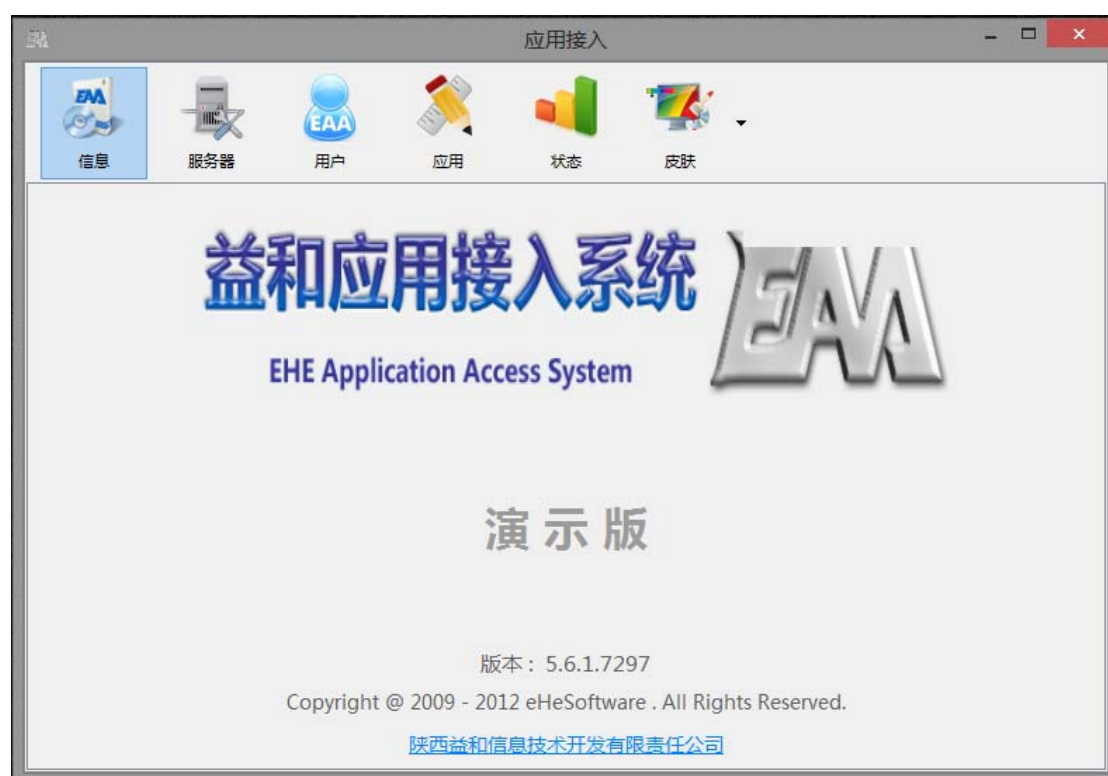 应用接入
EAA
EAA
信息
服务器
用户
应用
状态
皮肤
益和应用接入系统
EAA
EHE Application Access System
演示版
版本： 5.6.1.7297
Copyright @ 2009 - 2012 eHeSoftware . All Rights Reserved.
陕西益和信息技术开发有限责任公司